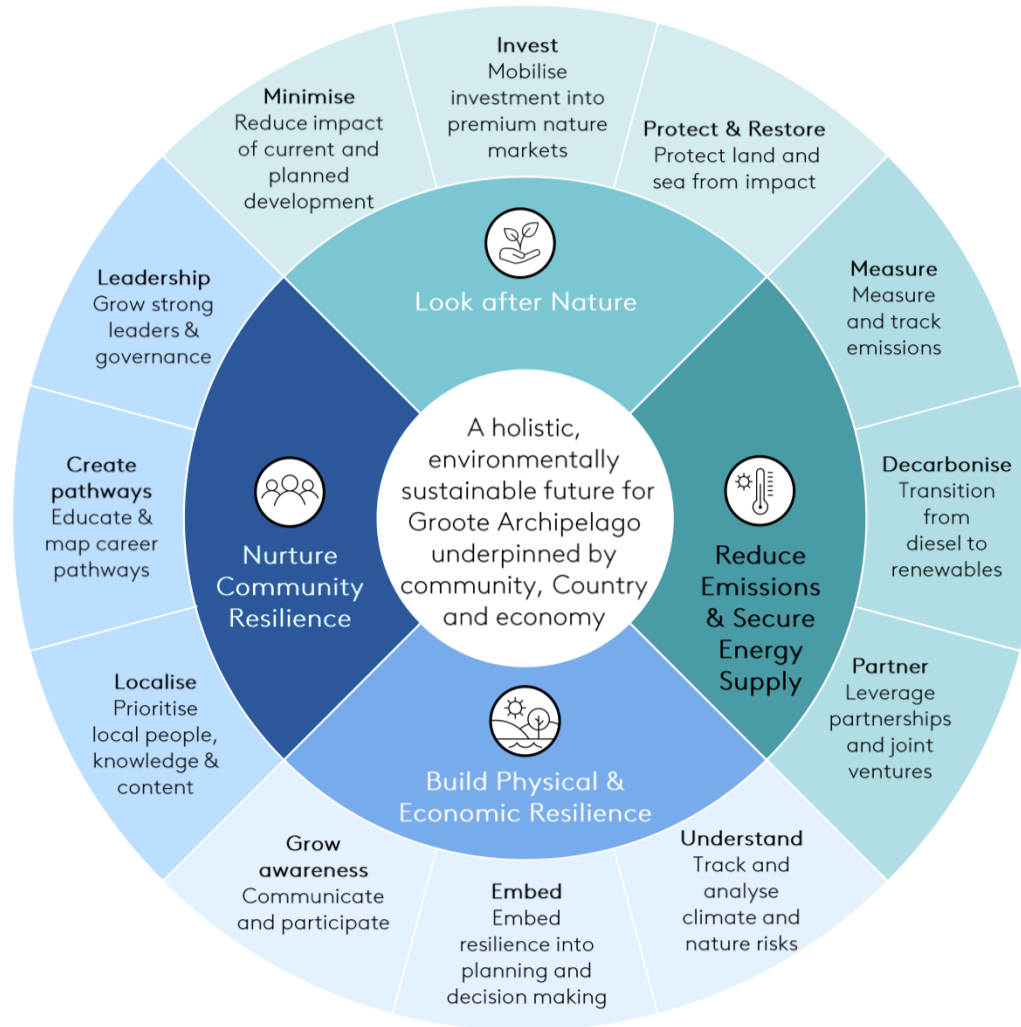 Invest
Mobilise
investment into
premium nature
markets
Minimise
Reduce impact
of current and
planned
development
Protect & Restore
Protect land and
sea from impact
Look after Nature
Leadership
Grow strong
leaders &
governance
Measure
Measure
and track
emissions
A holistic,
environmentally
sustainable future for
Groote Archipelago
underpinned by
community, Country
and economy
Create
pathways
Educate &
map career
pathways
Nurture
Community
Resilience
Reduce
Emissions
& Secure
Energy
Supply
Decarbonise
Transition
from
diesel to
renewables
Localise
Prioritise
local people,
knowledge &
content
Partner
Leverage
partnerships
and joint
ventures
Build Physical &
Economic Resilience
Grow
awareness
Communicate
and participate
Embed
Embed
resilience into
planning and
decision making
Understand
Track and
analyse
climate and
nature risks